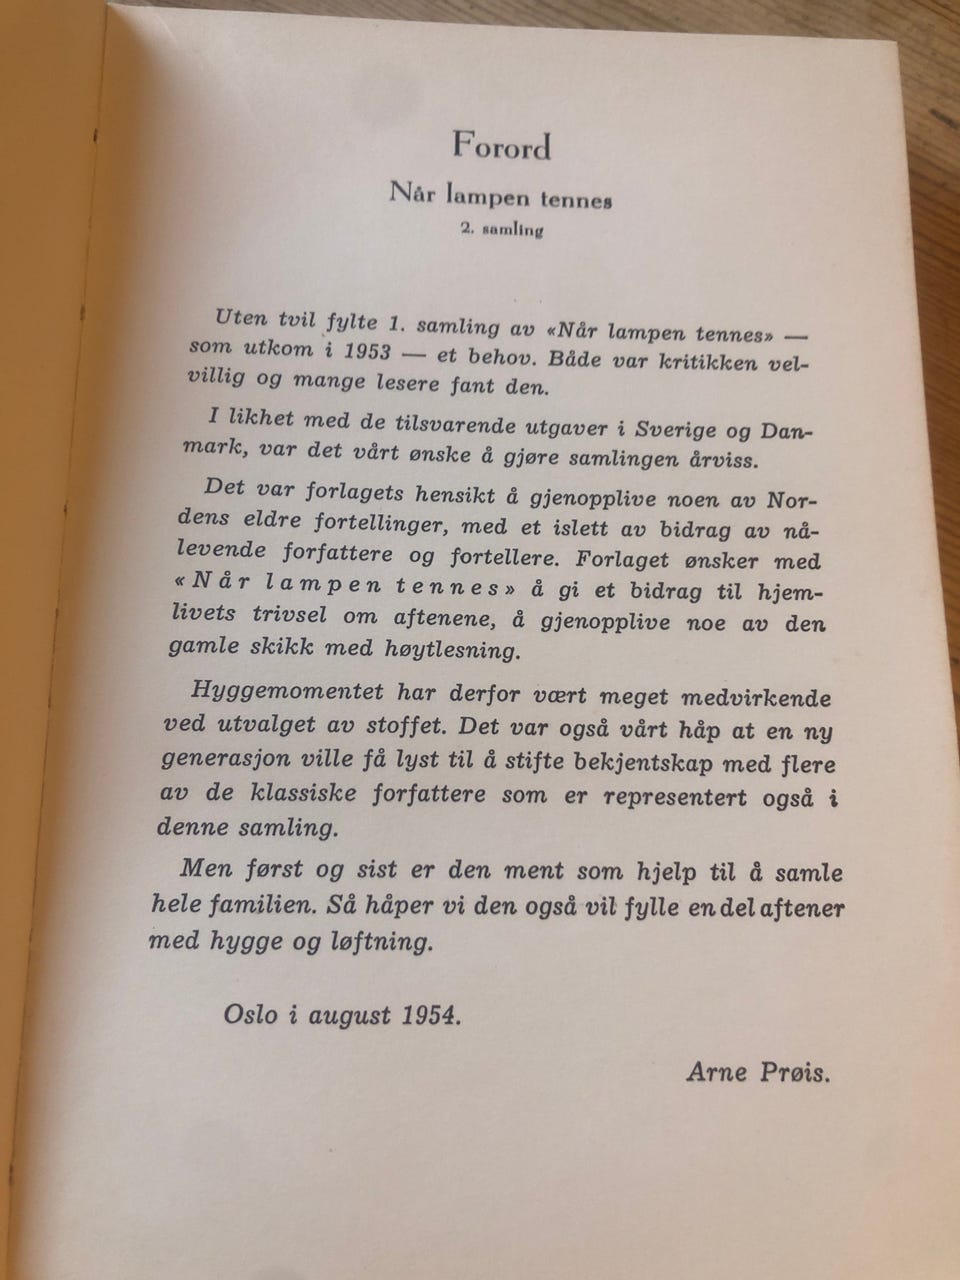 Forord
Når lampen tennes
2. samling
Uten tvil fylte 1. samling av «Når lampen tennes» —
som utkom i 1953 — et behov. Både var kritikken vel-
villig og mange lesere fant den.
I likhet med de tilsvarende utgaver i Sverige og Dan-
mark, var det vårt ønske å gjøre samlingen årviss.
Det var forlagets hensikt å gjenopplive noen av Nor-
dens eldre fortellinger, med et islett av bidrag av nå-
levende forfattere og fortellere. Forlaget ønsker med
«Når lampen tennes» å gi et bidrag til hjem-
livets trivsel om aftenene, å gjenopplive noe av den
gamle skikk med høytlesning.
Hyggemomentet har derfor vært meget medvirkende
ved utvalget av stoffet. Det var også vårt håp at en ny
generasjon ville få lyst til å stifte bekjentskap med flere
av de klassiske forfattere som er representert også i
denne samling.
Men først og sist er den ment som hjelp til å samle
hele familien. Så håper vi den også vil fylle en del aftener
med hygge og løftning.
Oslo i august 1954.
Arne Prøis.